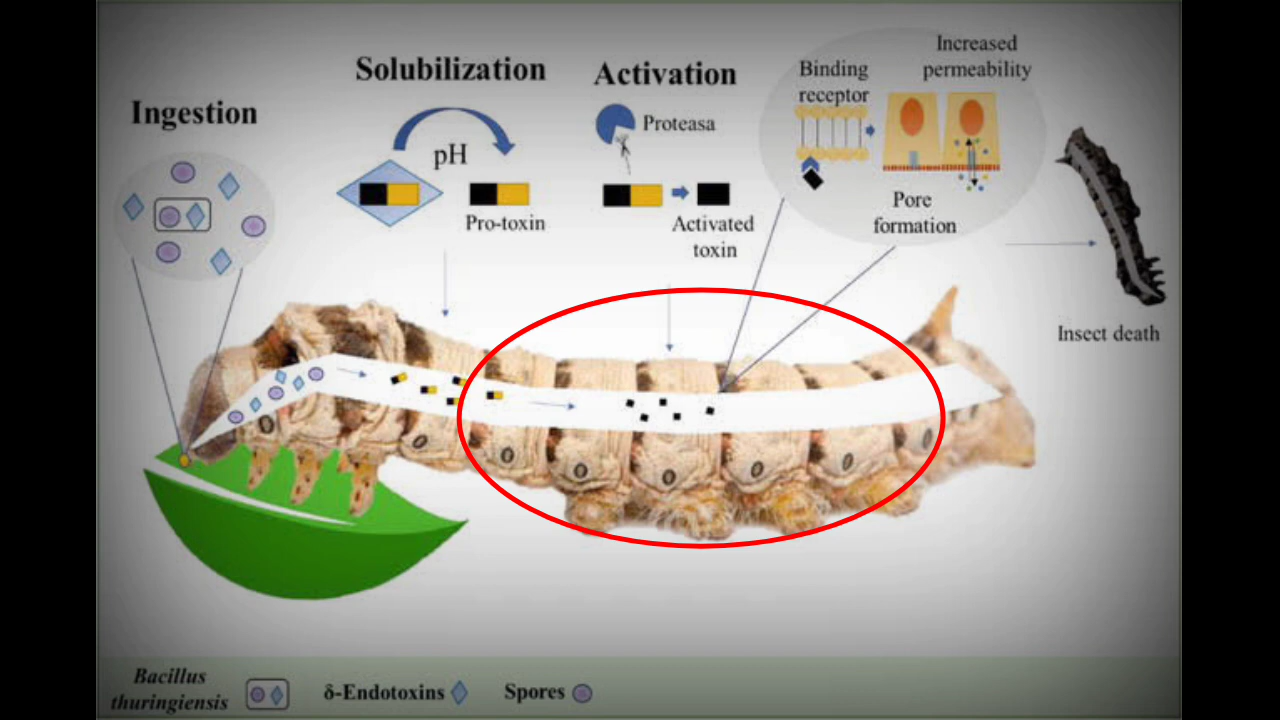 Ingestion
Solubilization
pH
Pro-toxin
Activation
Proteasa
Activated
toxin
Binding
receptor
Increased
permeability
Pore
formation
Insect death
Bacillus
thuringiensis
δ-Endotoxins
Spores